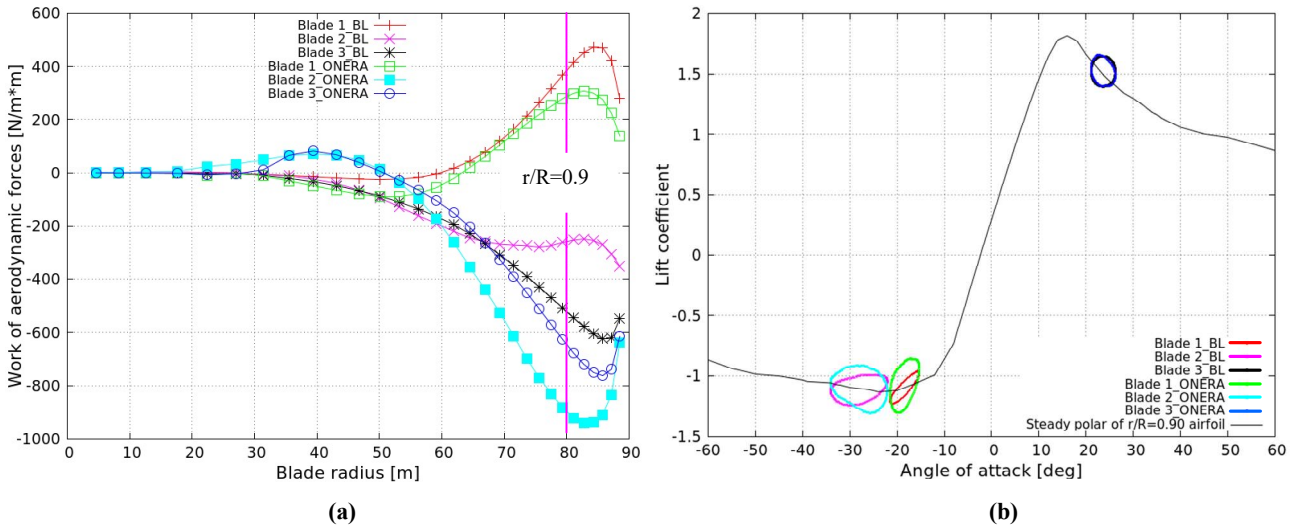 600
400
200
0
-200
-400
-600
-800
-1000
Work of aerodynamic forces [N/m*m]
Blade 1_BL
Blade 2_BL
Blade 3_BL
Blade 1_ONERA
Blade 2_ONERA
Blade 3_ONERA
r/R=0.9
0 10 20 30 40 50 60 70 80 90
Blade radius [m]
(a)
2
1.5
1
0.5
0
-0.5
-1
-1.5
Lift coefficient
Blade 1_BL
Blade 2_BL
Blade 3_BL
Blade 1_ONERA
Blade 2_ONERA
Blade 3_ONERA
Steady polar of r/R=0.90 airfoil
-60 -50 -40 -30 -20 -10 0 10 20 30 40 50 60
Angle of attack [deg]
(b)